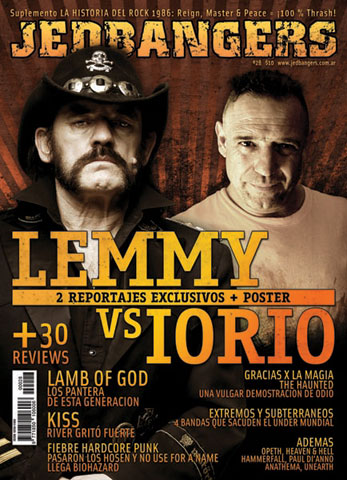 Suplemento LA HISTORIA DEL ROCK 1986: Reign, Master & Peace = ¡100 % Thrash!
JEDBANGERS
#28 $10 www.jedbangers.com.ar
LEMMY
2 REPORTAJES EXCLUSIVOS + POSTER
VS IORIO
+30
REVIEWS
LAMB OF GOD
LOS PANTERA
DE ESTA GENERACION
KISS
RIVER GRITO FUERTE
FIEBRE HARDCORE PUNK
PASARON LOS HOSEN Y NO USE FOR A NAME
LLEGA BIOHAZARD
GRACIAS X LA MAGIA
THE HAUNTED
UNA VULGAR DEMOSTRACION DE ODIO
EXTREMOS Y SUBTERRANEOS
4 BANDAS QUE SACUDEN EL UNDER MUNDIAL
ADEMAS
OPETH, HEAVEN & HELL
HAMMERFALL, PAUL DI'ANNO
ANATHEMA, UNEARTH